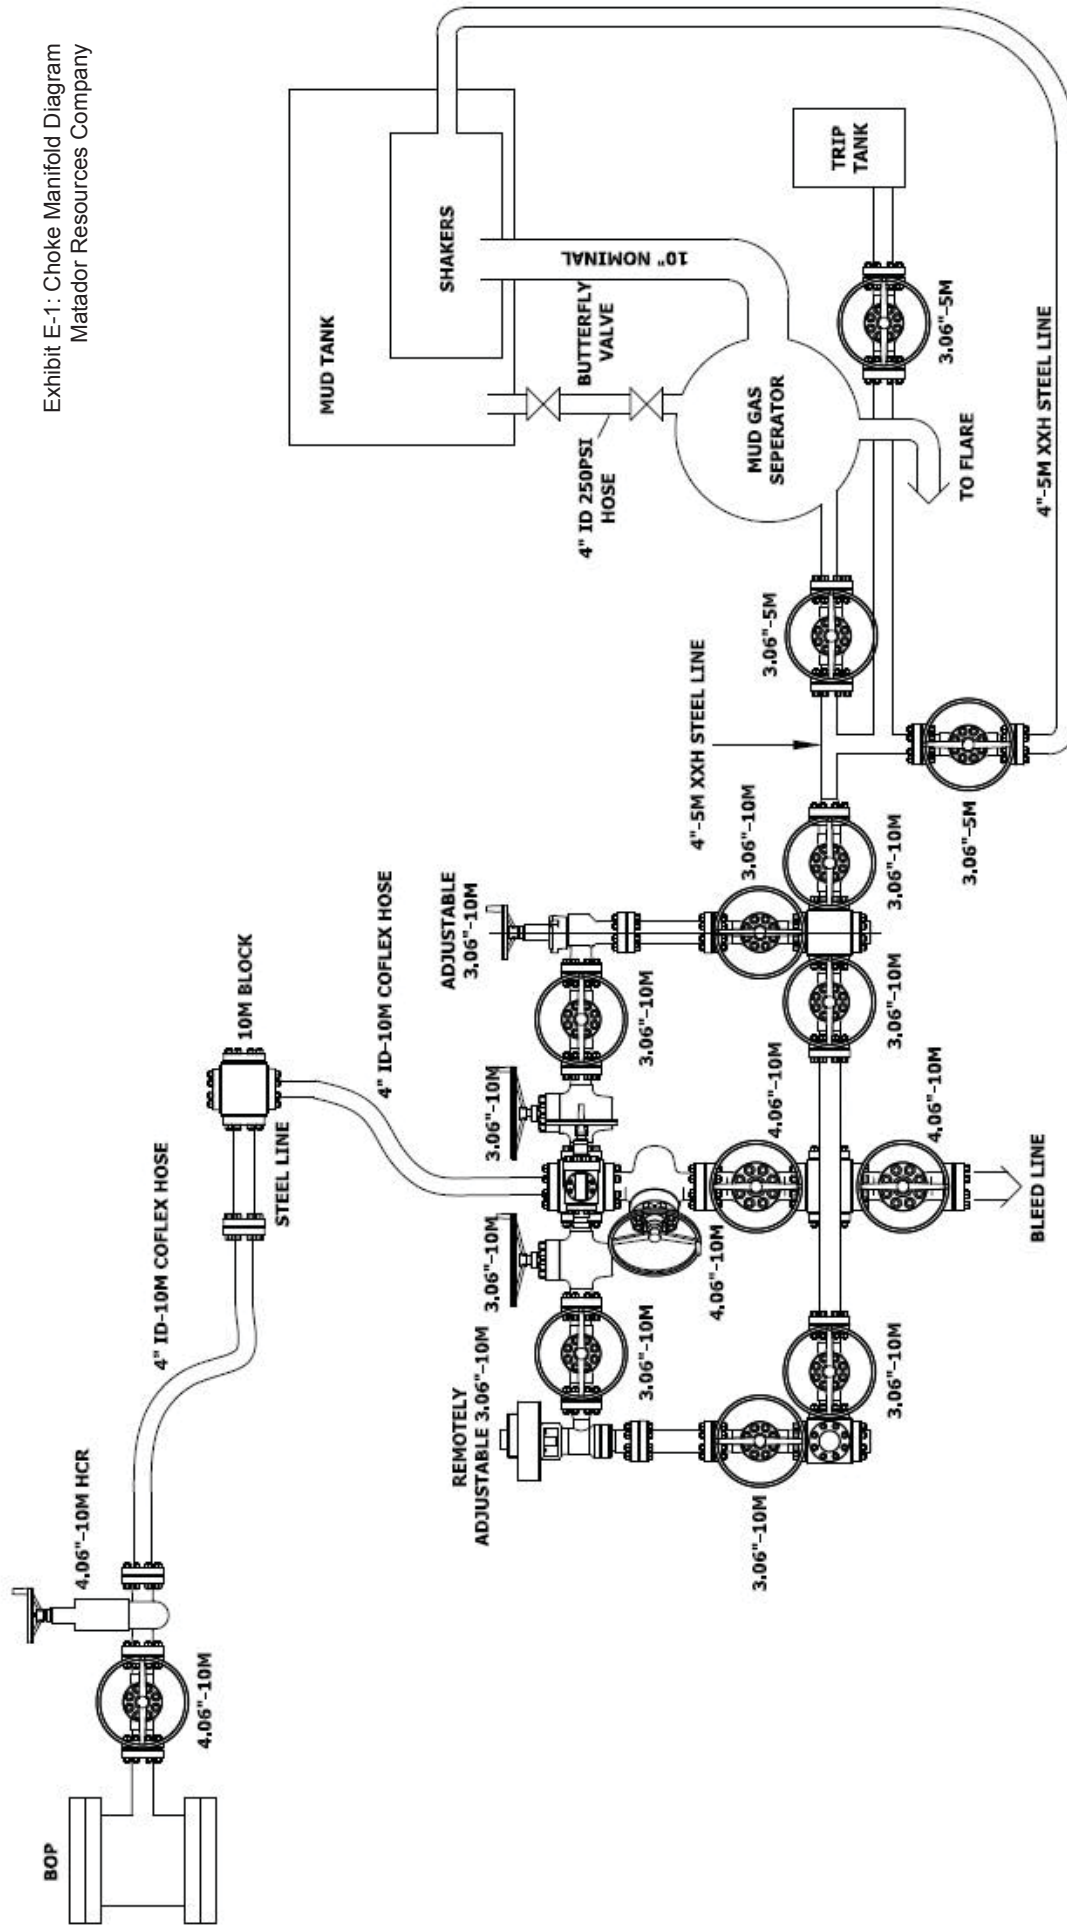 Exhibit E-1: Choke Manifold Diagram
Matador Resources Company
BOP
4.06"-10M
4.06"-10M HCR
4" ID-10M COFLEX HOSE
STEEL LINE
10M BLOCK
4" ID-10M COFLEX HOSE
REMOTELY
ADJUSTABLE 3.06"-10M
3.06"-10M
3.06"-10M
3.06"-10M
3.06"-10M
ADJUSTABLE
3.06"-10M
4.06"-10M
3.06"-10M
3.06"-10M
4.06"-10M
4.06"-10M
BLEED LINE
3.06"-10M
3.06"-10M
3.06"-10M
4"-5M XXH STEEL LINE
3.06"-5M
3.06"-5M
3.06"-5M
4"-5M XXH STEEL LINE
MUD TANK
SHAKERS
10" NOMINAL
BUTTERFLY
VALVE
4" ID 250PSI
HOSE
MUD GAS
SEPERATOR
TO FLARE
TRIP
TANK